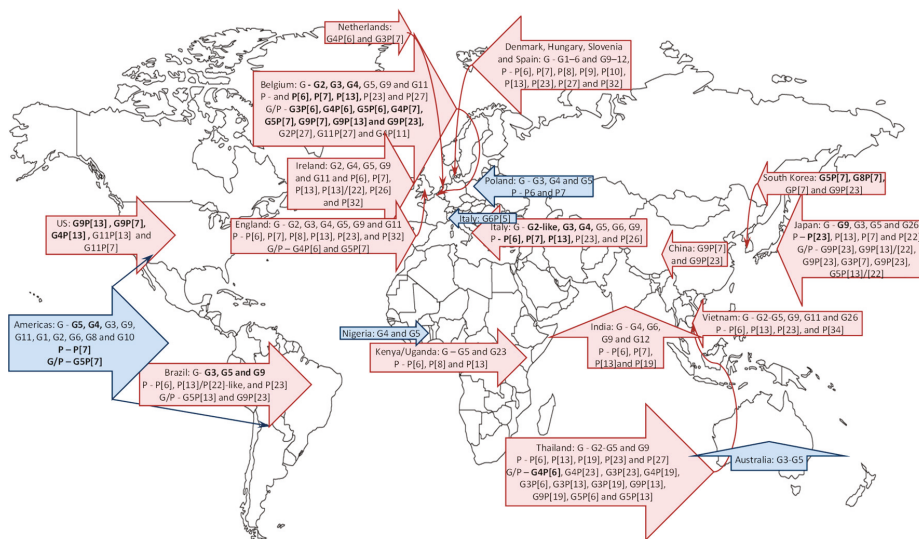 Netherlands:
G4P[6] and G3P[7]
Denmark, Hungary, Slovenia
and Spain: G - G1–6 and G9–12,
P - P[6], P[7], P[8], P[9], P[10],
P[13], P[23], P[27] and P[32]
Belgium: G - G2, G3, G4, G5, G9 and G11
P - and P[6], P[7], P[13], P[23] and P[27]
G/P - G3P[6], G4P[6], G5P[6], G4P[7],
G5P[7], G9P[7], G9P[13] and G9P[23],
G2P[27], G11P[27] and G4P[11]
Ireland: G2, G4, G5, G9
and G11 and P[6], P[7],
P[13], P[13]/[22], P[26]
and P[32]
Poland: G - G3, G4 and G5
P - P6 and P7
South Korea: G5P[7], G8P[7],
GP[7] and G9P[23]
US: G9P[13], G9P[7],
G4P[13], G11P[13] and
G11P[7]
England: G - G2, G3, G4, G5, G9 and G11
P - P[6], P[7], P[8], P[13], P[23], and P[32]
G/P – G4P[6] and G5P[7]
Italy: G6P[5]
Italy: G - G2-like, G3, G4, G5, G6, G9,
P - P[6], P[7], P[13], P[23], and P[26]
China: G9P[7]
and G9P[23]
Japan: G - G9, G3, G5 and G26
P – P[23], P[13], P[7] and P[22]
G/P - G9P[23], G9P[13]/[22],
G9P[23], G3P[7], G9P[23],
G5P[13]/[22]
Americas: G - G5, G4, G3, G9,
G11, G1, G2, G6, G8 and G10
P – P[7]
G/P – G5P[7]
Nigeria: G4 and G5
Kenya/Uganda: G – G5 and G23
P - P[6], P[8] and P[13]
India: G - G4, G6,
G9 and G12
P - P[6], P[7],
P[13]and P[19]
Vietnam: G - G2-G5, G9, G11 and G26
P - P[6], P[13], P[23], and P[34]
Brazil: G- G3, G5 and G9
P - P[6], P[13]/P[22]-like, and P[23]
G/P - G5P[13] and G9P[23]
Thailand: G - G2-G5 and G9
P - P[6], P[13], P[19], P[23] and P[27]
G/P – G4P[6], G4P[23], G3P[23], G4P[19],
G3P[6], G3P[13], G3P[19], G9P[13],
G9P[19], G5P[6] and G5P[13]
Australia: G3-G5